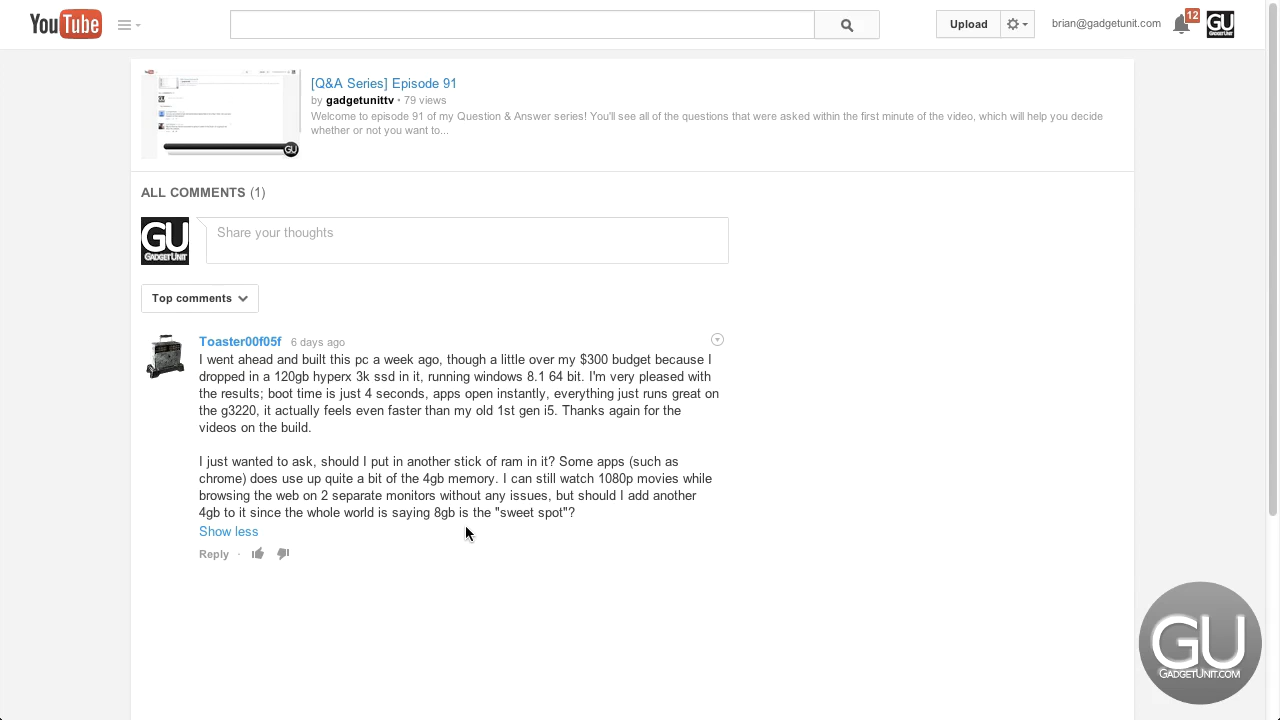 YouTube
Upload
brian@gadgetunit.com
12
GU
[Q&A Series] Episode 91
by gadgetunittv • 79 views
Welcome to episode 91 of my Question & Answer series! You'll see all of the questions that were asked within the first minute of the video, which will help you decide
whether or not you want to...
GU
ALL COMMENTS (1)
GU
GADGETUNIT
Share your thoughts
Top comments
Toaster00f05f 6 days ago
I went ahead and built this pc a week ago, though a little over my $300 budget because I
dropped in a 120gb hyperx 3k ssd in it, running windows 8.1 64 bit. I'm very pleased with
the results; boot time is just 4 seconds, apps open instantly, everything just runs great on
the g3220, it actually feels even faster than my old 1st gen i5. Thanks again for the
videos on the build.
I just wanted to ask, should I put in another stick of ram in it? Some apps (such as
chrome) does use up quite a bit of the 4gb memory. I can still watch 1080p movies while
browsing the web on 2 separate monitors without any issues, but should I add another
4gb to it since the whole world is saying 8gb is the "sweet spot"?
Show less
Reply ·
GU
GADGETUNIT.COM